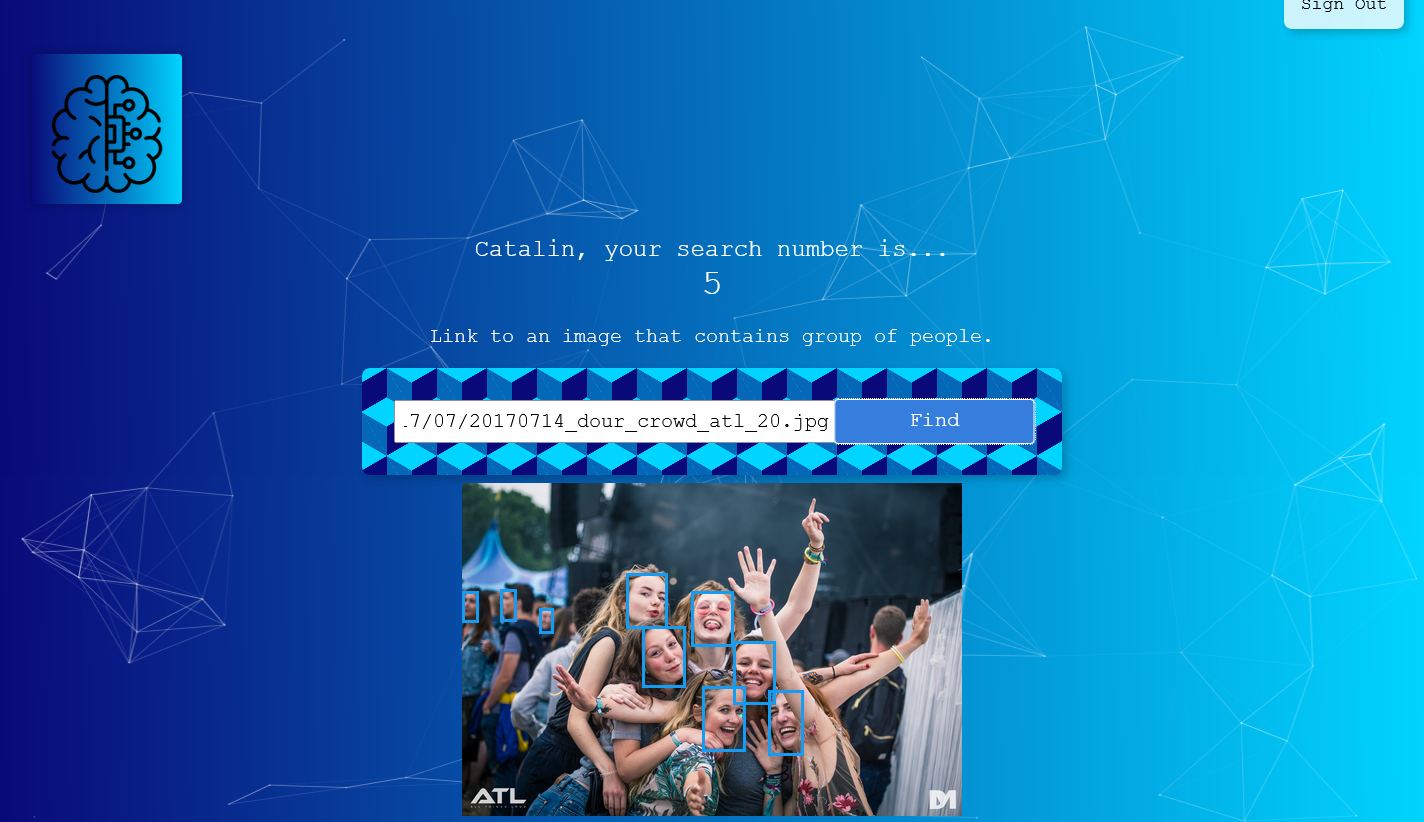 Sign Out
Catalin, your search number is...
5
Link to an image that contains group of people.
.7/07/20170714_dour_crowd_atl_20.jpg
Find
ATL